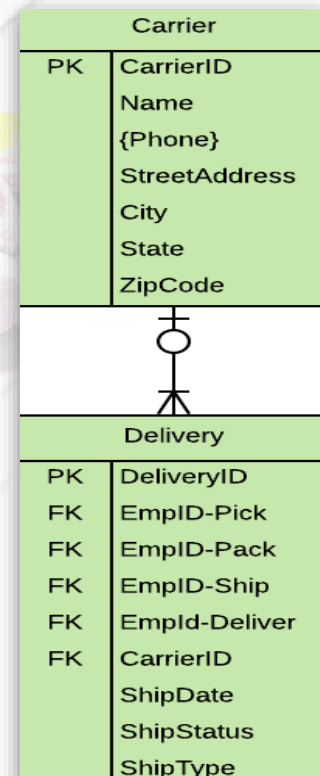 Carrier
PK CarrierID
Name
{Phone}
StreetAddress
City
State
ZipCode
Delivery
PK DeliveryID
FK EmpID-Pick
FK EmpID-Pack
FK EmpID-Ship
FK EmpId-Deliver
FK CarrierID
ShipDate
ShipStatus
ShipType